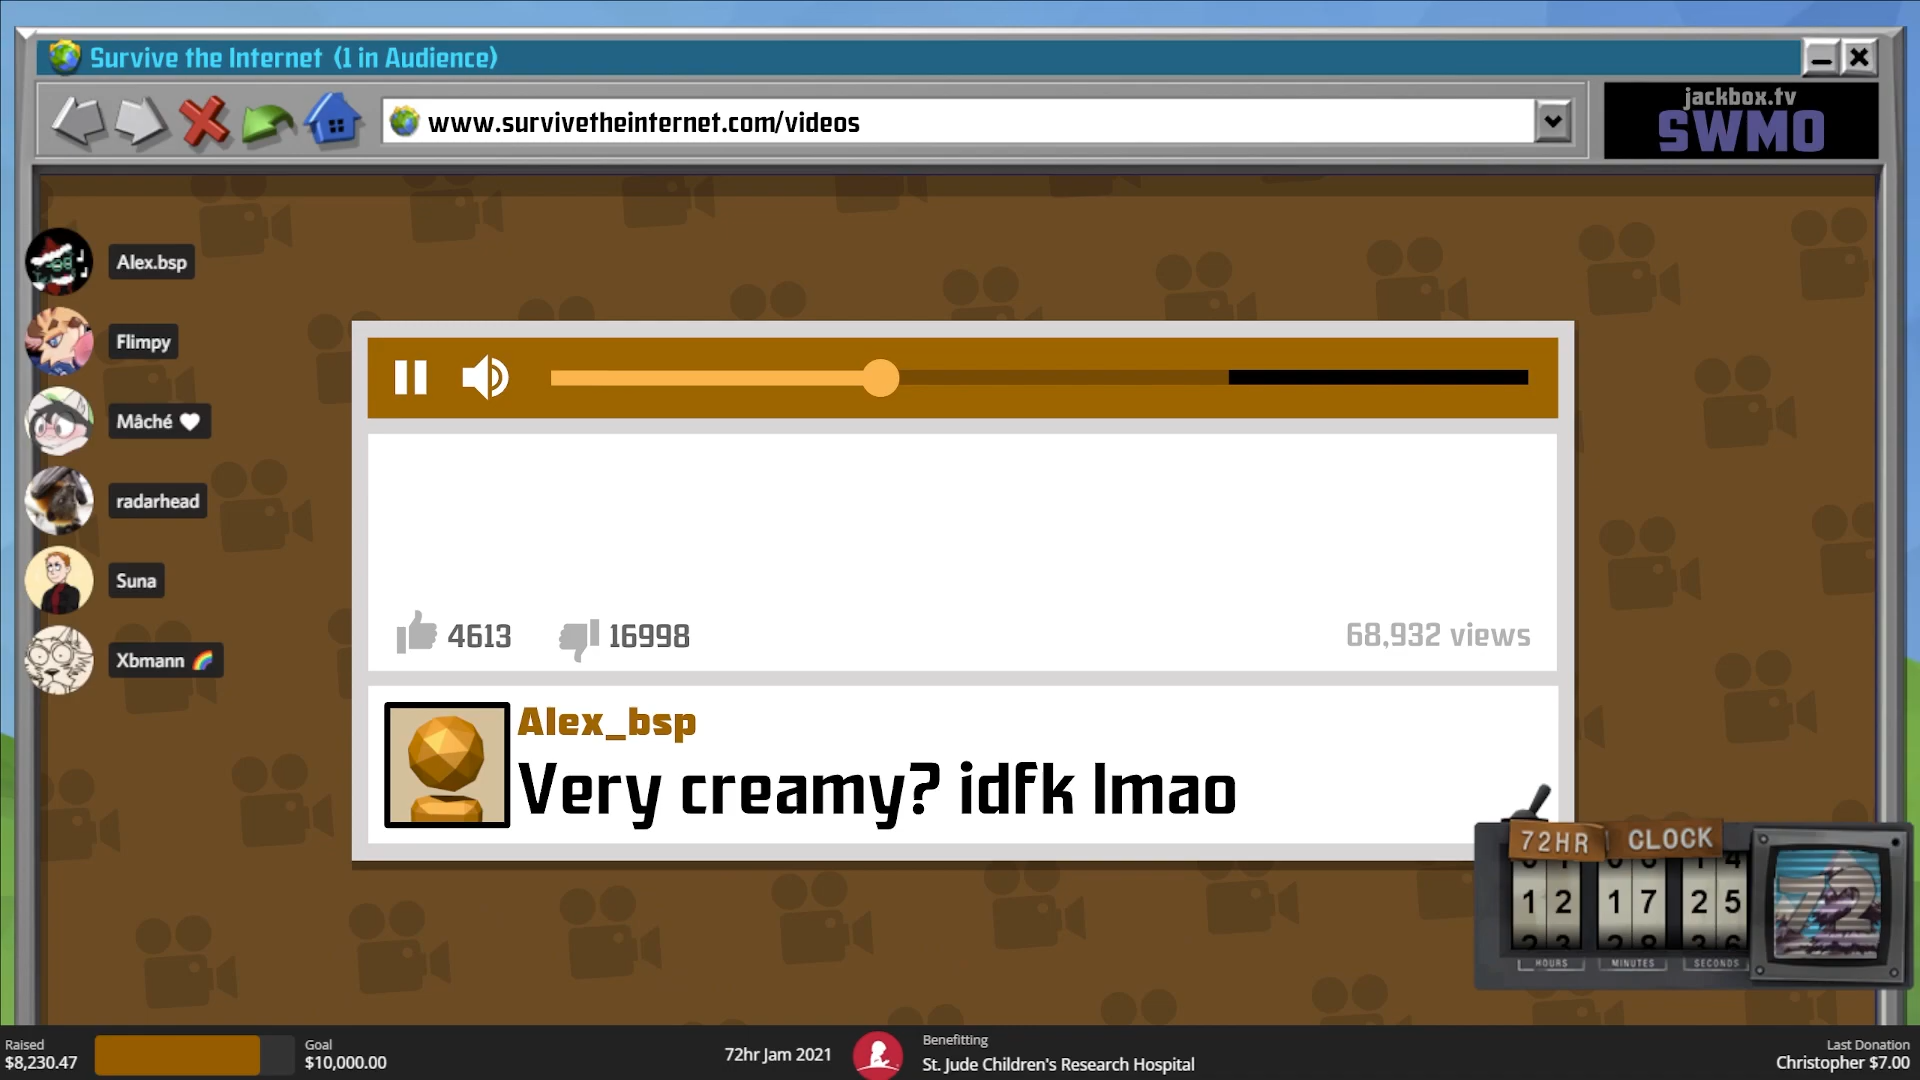 Survive the Internet (1 in Audience)
www.survivetheinternet.com/videos
jackbox.tv
SWMO
Alex.bsp
Flimpy
Mâché 🤍
radarhead
Suna
Xbmann 🌈
4613
16998
68,932 views
Alex_bsp
Very creamy? idfk lmao
72HR CLOCK
12 17 25
HOURS MINUTES SECONDS
72
Raised
$8,230.47
Goal
$10,000.00
72hr Jam 2021
Benefitting
St. Jude Children's Research Hospital
Last Donation
Christopher $7.00